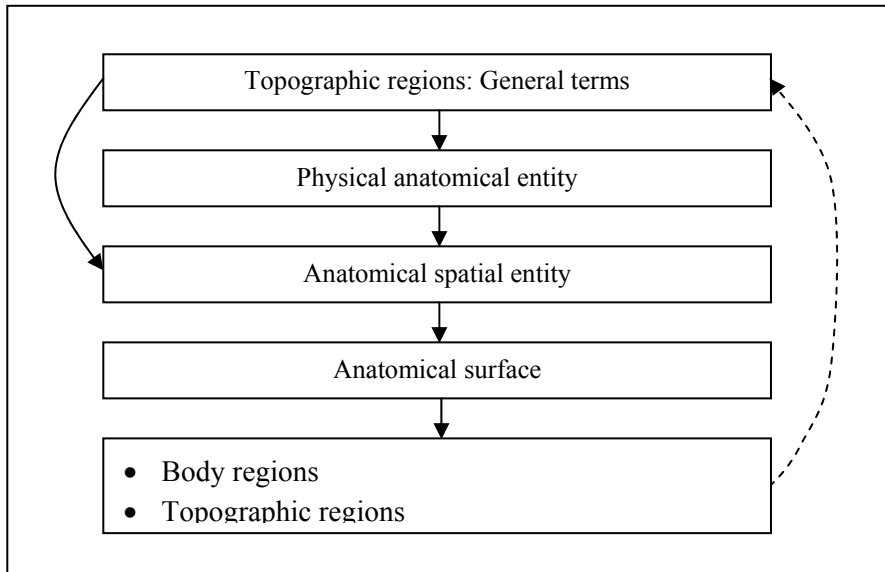 Topographic regions: General terms
Physical anatomical entity
Anatomical spatial entity
Anatomical surface
• Body regions
• Topographic regions